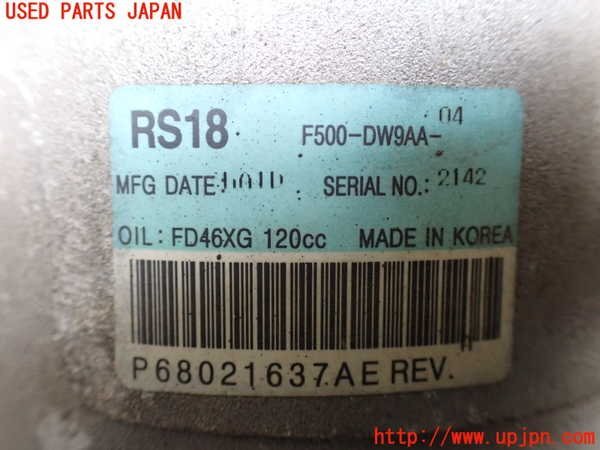 USED PARTS JAPAN
RS18 F500-DW9AA-04
MFG DATE: SERIAL NO.: 2142
OIL: FD46XG 120cc MADE IN KOREA
P68021637AE REV.
http://www.upjpn.com/